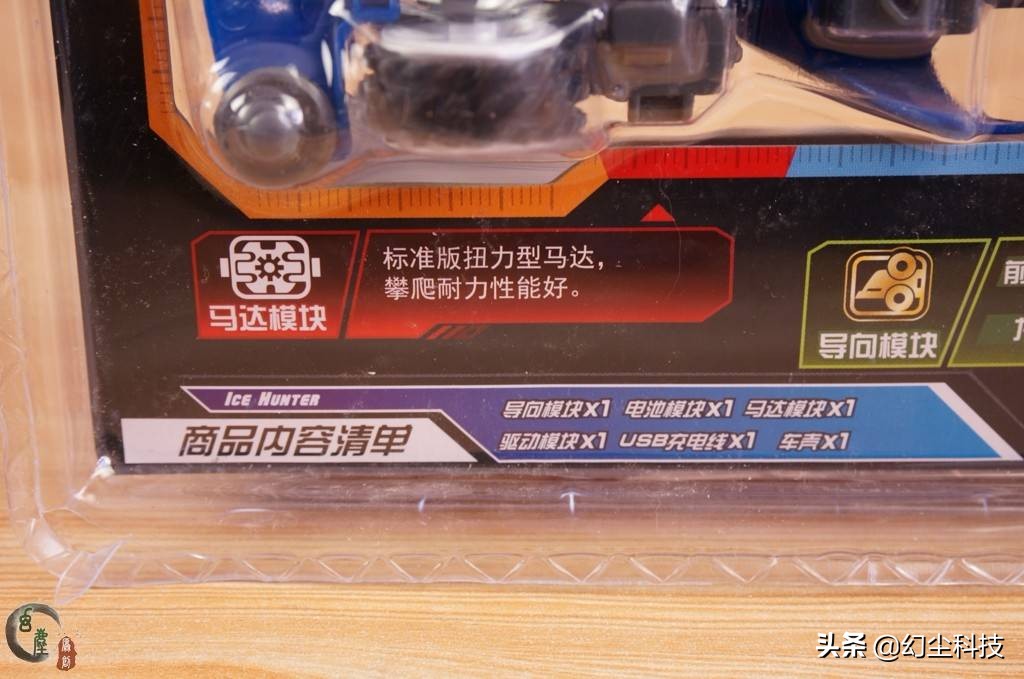 标准版扭力型马达，
攀爬耐力性能好。
马达模块
导向模块
前
ICE HUNTER
商品内容清单
导向模块X1 电池模块X1 马达模块X1
驱动模块X1 USB充电线X1 车壳X1
头条 @幻尘科技